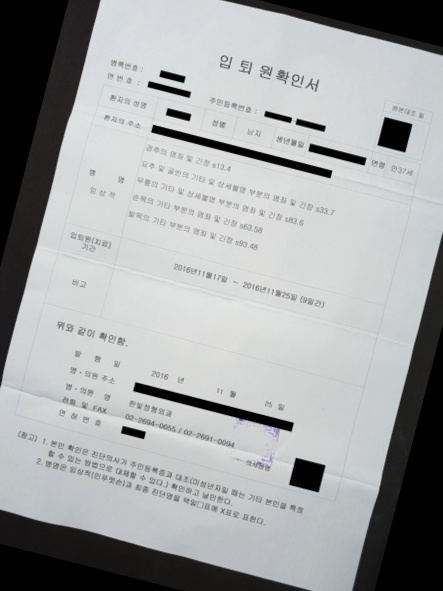 입 퇴 원확인서
병록번호 :
연 번 호 :
주민등록번호 :
원본대조 필
환자의 성명 성별 남자 생년월일 연령 만37세
환자의 주소
병 명
임상적
경추의 염좌 및 긴장 s13.4
요추 및 골반의 기타 및 상세불명 부분의 염좌 및 긴장 s33.7
무릎의 기타 및 상세불명 부분의 염좌 및 긴장 s83.6
손목의 기타 부분의 염좌 및 긴장 s63.58
발목의 기타 부분의 염좌 및 긴장 s93.48
입퇴원(치료)
기간
2016년11월17일 ~ 2016년11월25일 (9일간)
비고
위와 같이 확인함.
발 행 일 2016 년 11 월 25 일
병·의원 주소
병·의원 명 한빛정형외과
전화 및 FAX 02-2694-0055 / 02-2691-0094
면 허 번 호 의사성명
(참고) 1. 본인 확인은 진단의사가 주민등록증과 대조(미성년자일 때는 기타 본인을 특정
할 수 있는 방법으로 대체할 수 있다.) 확인하고 날인한다.
2. 병명은 임상적(인푸렛손)과 최종 진단명을 택일□표에 X표로 표한다.